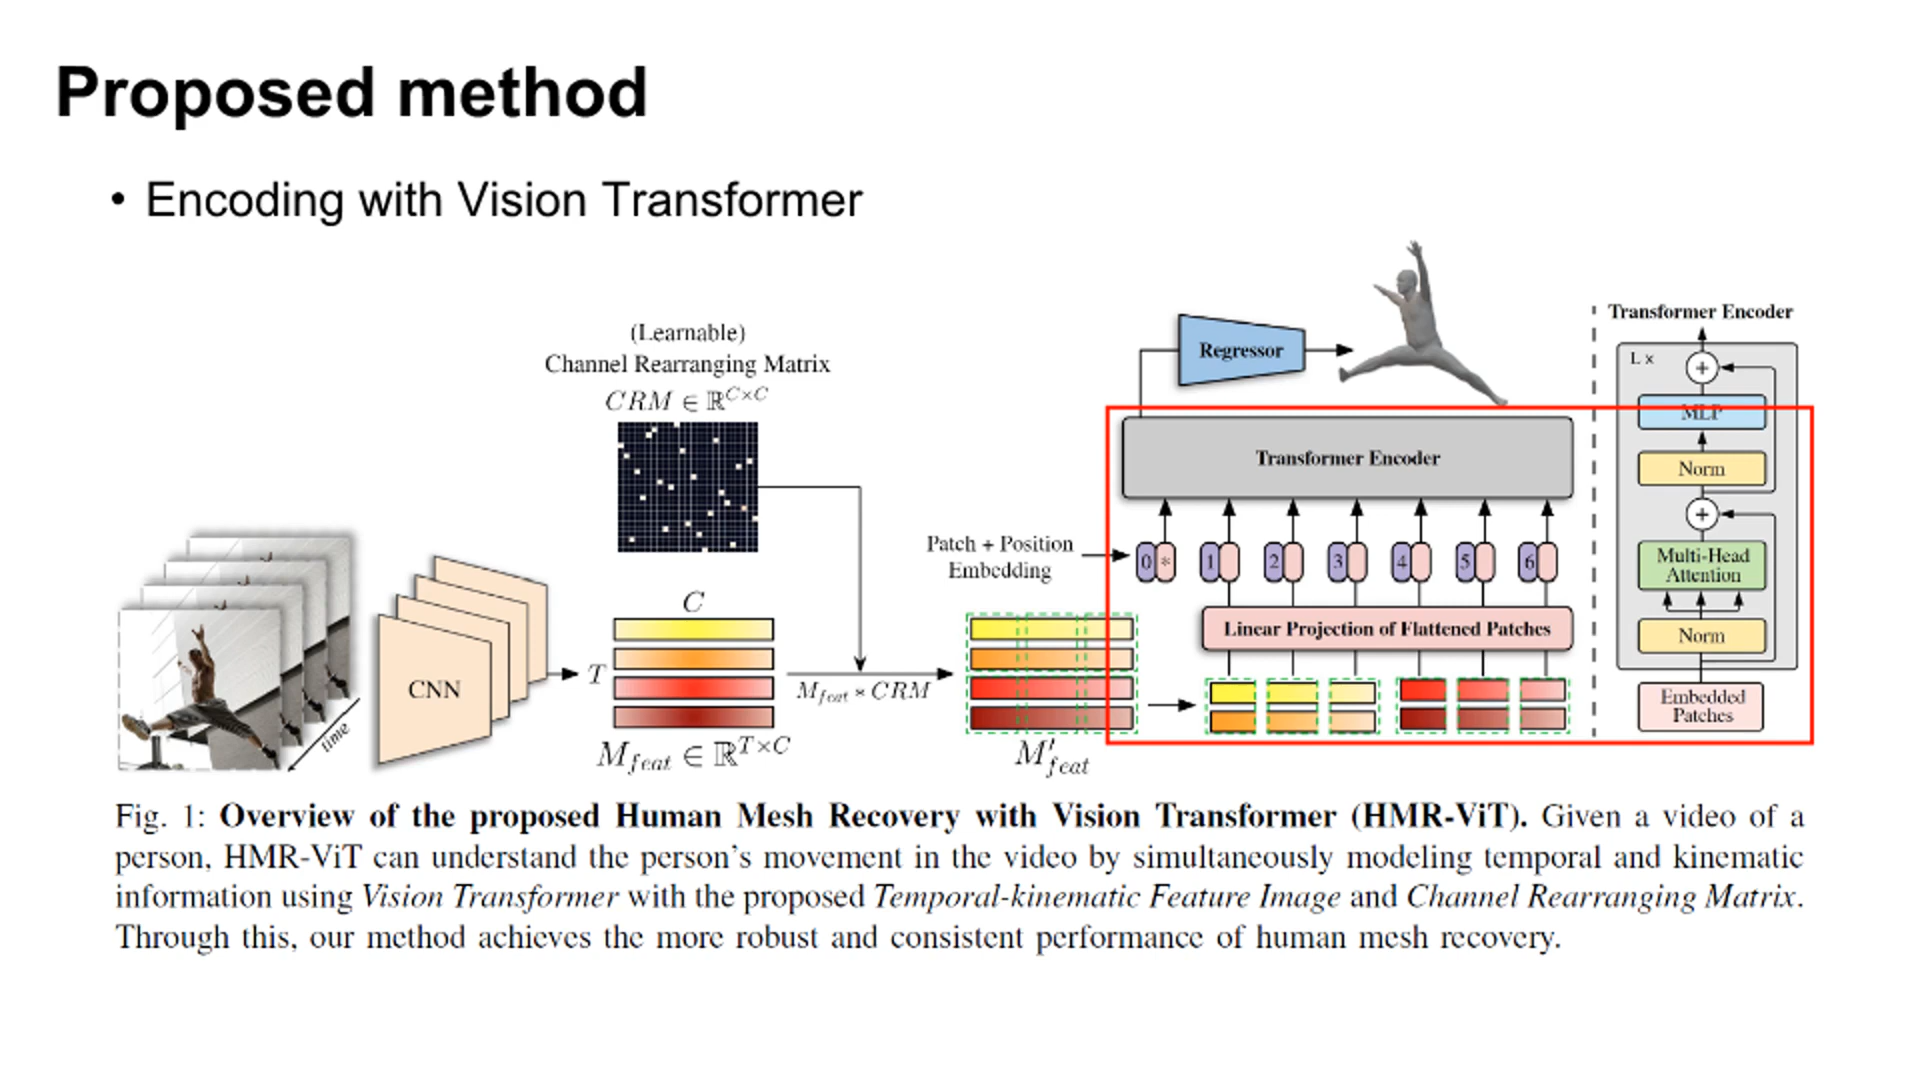 Proposed method
• Encoding with Vision Transformer
(Learnable)
Channel Rearranging Matrix
CRM ∈ ℝ^{C×C}
time
CNN
C
T
M_{feat} ∈ ℝ^{T×C}
M_{feat} * CRM
M'_{feat}
Patch + Position
Embedding
Regressor
Transformer Encoder
0 * 1 2 3 4 5 6
Linear Projection of Flattened Patches
Transformer Encoder
L ×
+
MLP
Norm
+
Multi-Head
Attention
Norm
Embedded
Patches
Fig. 1: Overview of the proposed Human Mesh Recovery with Vision Transformer (HMR-ViT). Given a video of a
person, HMR-ViT can understand the person's movement in the video by simultaneously modeling temporal and kinematic
information using Vision Transformer with the proposed Temporal-kinematic Feature Image and Channel Rearranging Matrix.
Through this, our method achieves the more robust and consistent performance of human mesh recovery.